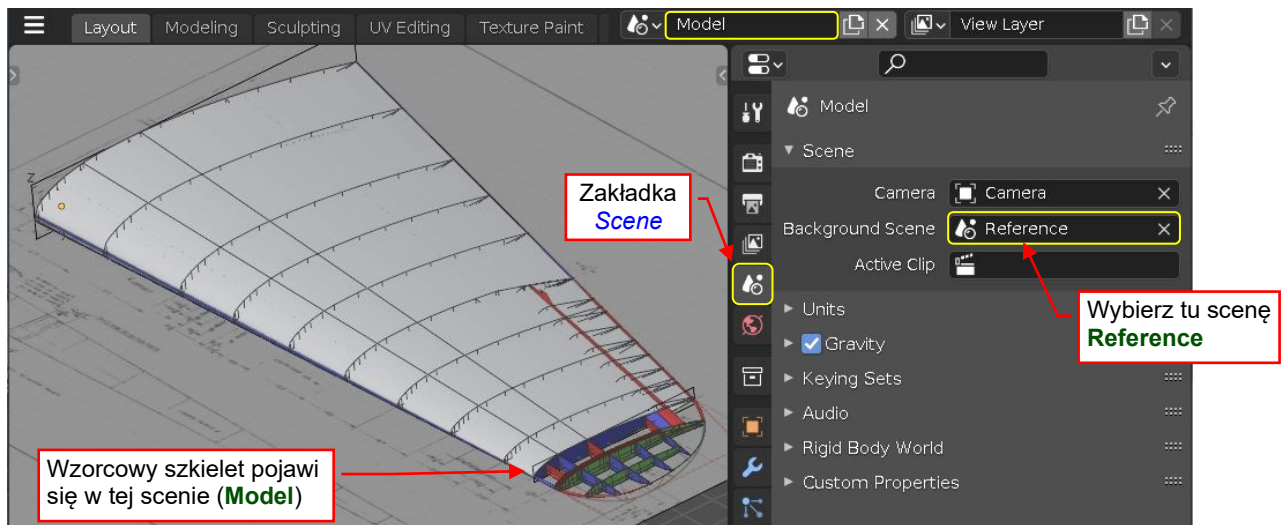 Layout Modeling Sculpting UV Editing Texture Paint Model View Layer
Model
Scene
Camera Camera
Background Scene Reference
Active Clip
Units
Gravity
Keying Sets
Audio
Rigid Body World
Custom Properties
Zakładka
Scene
Wybierz tu scenę
Reference
Z
Wzorcowy szkielet pojawi
się w tej scenie (Model)